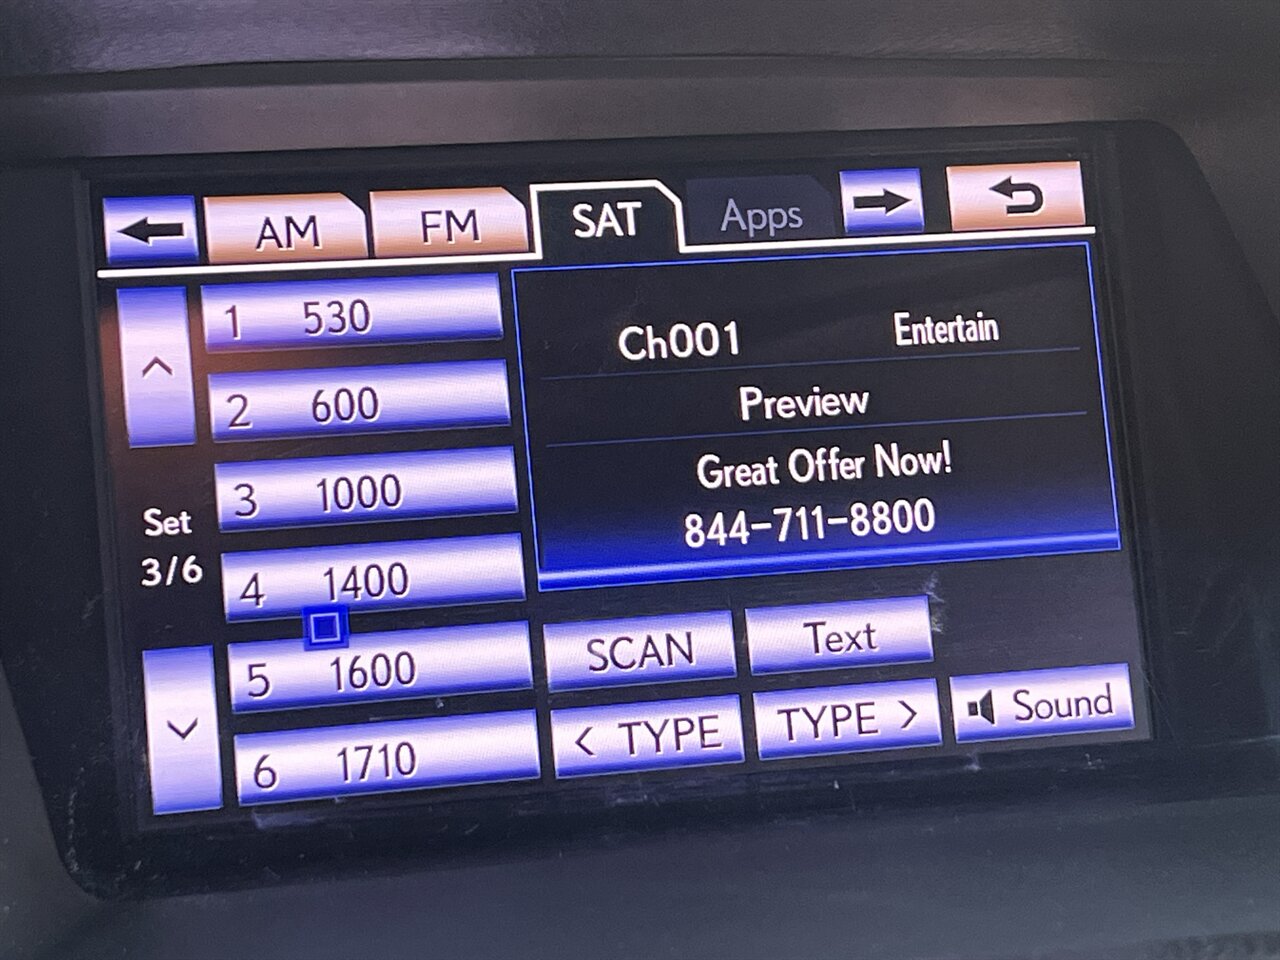 AM FM SAT Apps
1 530
2 600
3 1000
4 1400
5 1600
6 1710
Set
3/6
Ch001 Entertain
Preview
Great Offer Now!
844-711-8800
SCAN Text
< TYPE TYPE > Sound